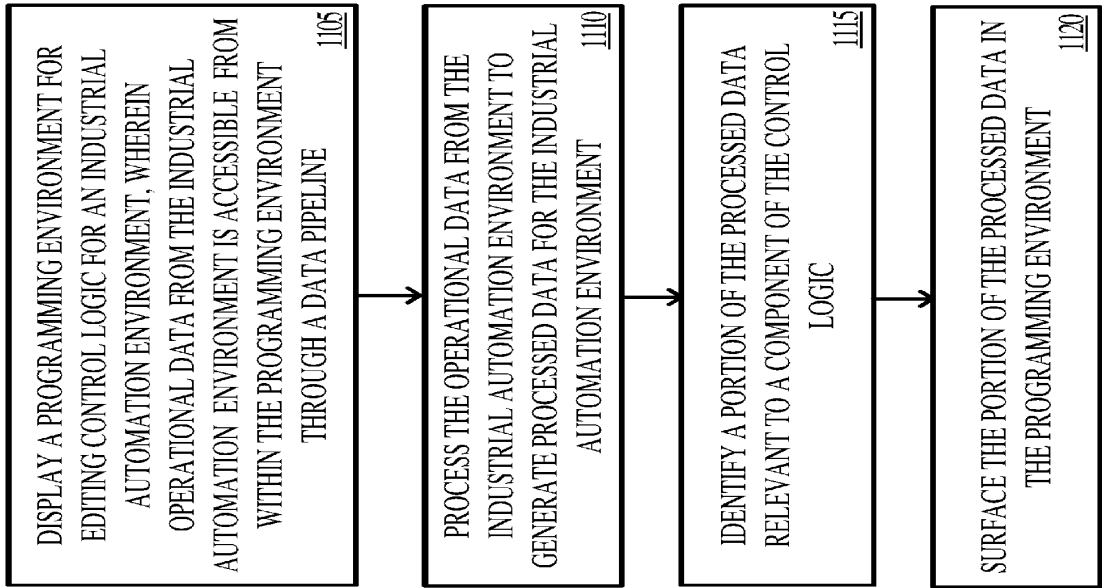 DISPLAY A PROGRAMMING ENVIRONMENT FOR
EDITING CONTROL LOGIC FOR AN INDUSTRIAL
AUTOMATION ENVIRONMENT, WHEREIN
OPERATIONAL DATA FROM THE INDUSTRIAL
AUTOMATION ENVIRONMENT IS ACCESSIBLE FROM
WITHIN THE PROGRAMMING ENVIRONMENT
THROUGH A DATA PIPELINE
1105
PROCESS THE OPERATIONAL DATA FROM THE
INDUSTRIAL AUTOMATION ENVIRONMENT TO
GENERATE PROCESSED DATA FOR THE INDUSTRIAL
AUTOMATION ENVIRONMENT
1110
IDENTIFY A PORTION OF THE PROCESSED DATA
RELEVANT TO A COMPONENT OF THE CONTROL
LOGIC
1115
SURFACE THE PORTION OF THE PROCESSED DATA IN
THE PROGRAMMING ENVIRONMENT
1120